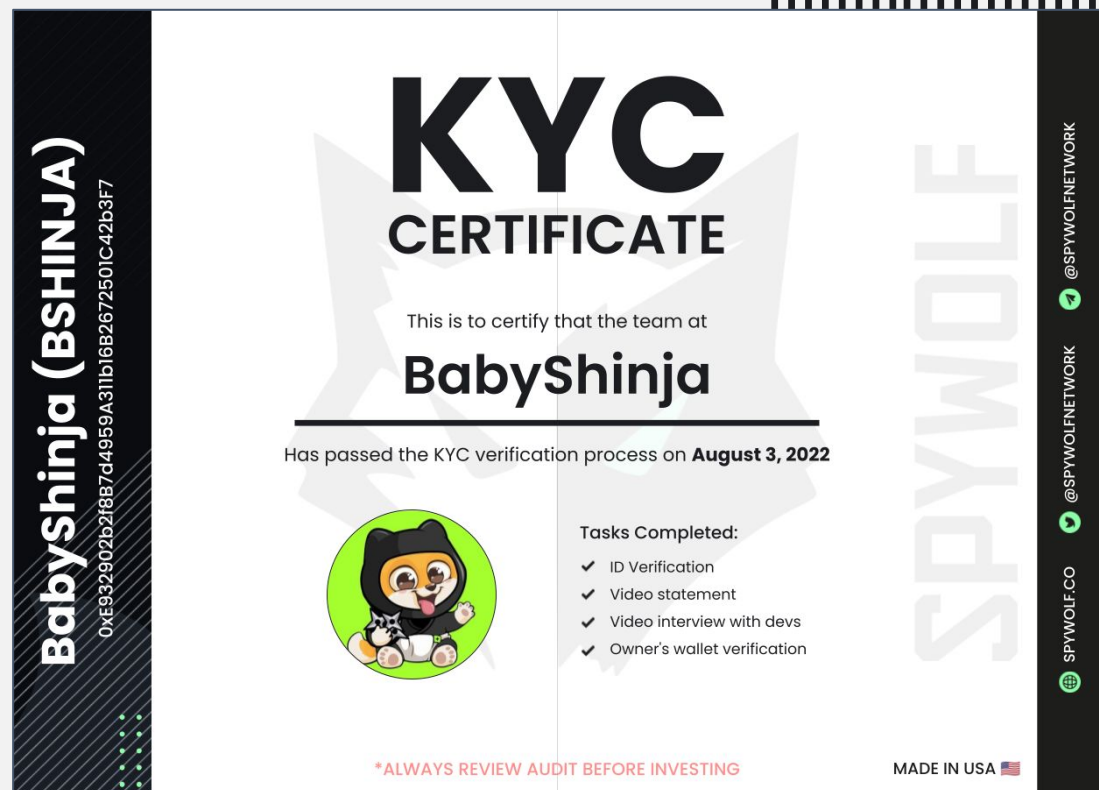 BabyShinja (BSHINJA)
0xE932902b2f8B7d4959A311b16B2672501C42b3F7
KYC
CERTIFICATE
This is to certify that the team at
BabyShinja
Has passed the KYC verification process on August 3, 2022
Tasks Completed:
ID Verification
Video statement
Video interview with devs
Owner's wallet verification
*ALWAYS REVIEW AUDIT BEFORE INVESTING
MADE IN USA
SPYWOLF
SPYWOLF.CO
@SPYWOLFNETWORK
@SPYWOLFNETWORK